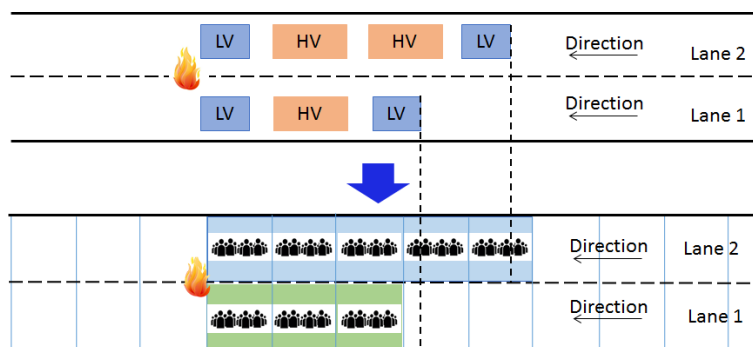 LV HV HV LV Direction Lane 2
LV HV LV Direction Lane 1
Direction Lane 2
Direction Lane 1